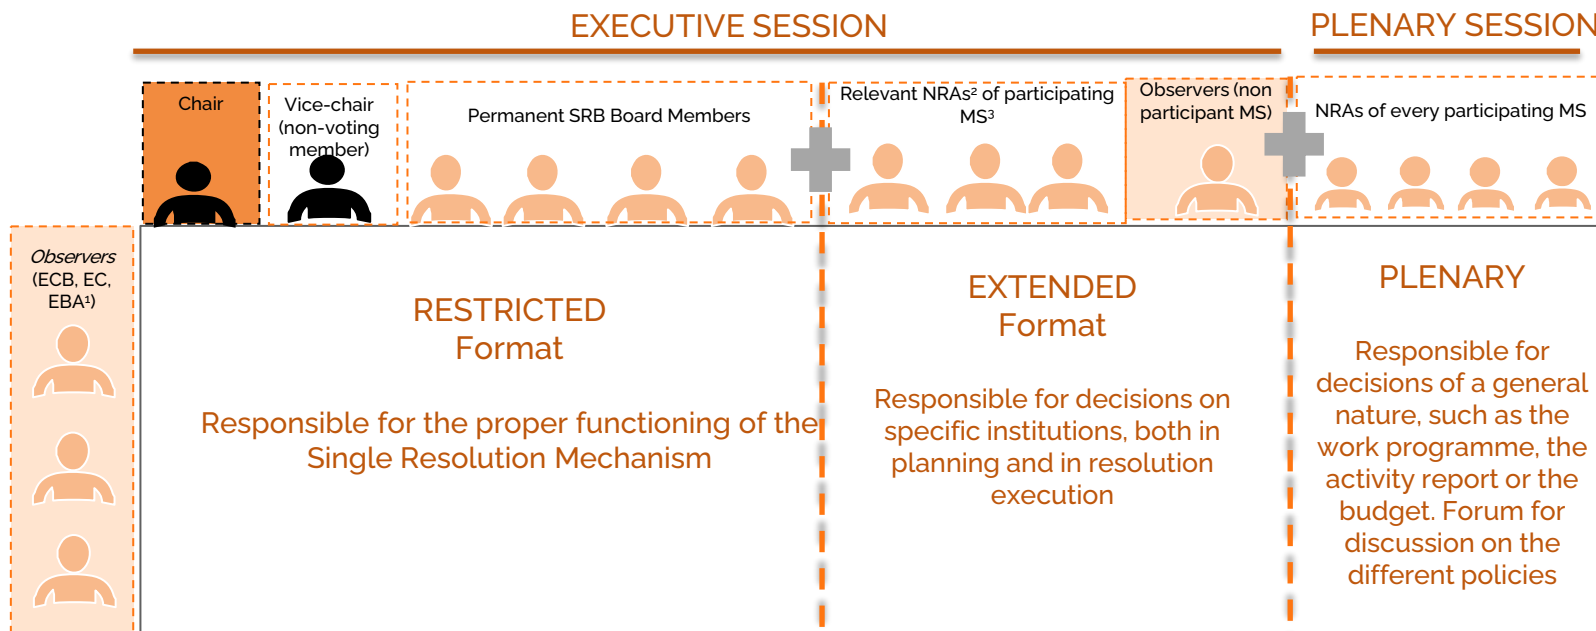 EXECUTIVE SESSION
PLENARY SESSION
Chair
Vice-chair
(non-voting
member)
Permanent SRB Board Members
Relevant NRAs² of participating
MS³
Observers (non
participant MS)
NRAs of every participating MS
Observers
(ECB, EC,
EBA¹)
RESTRICTED
Format
Responsible for the proper functioning of the
Single Resolution Mechanism
EXTENDED
Format
Responsible for decisions on
specific institutions, both in
planning and in resolution
execution
PLENARY
Responsible for
decisions of a general
nature, such as the
work programme, the
activity report or the
budget. Forum for
discussion on the
different policies